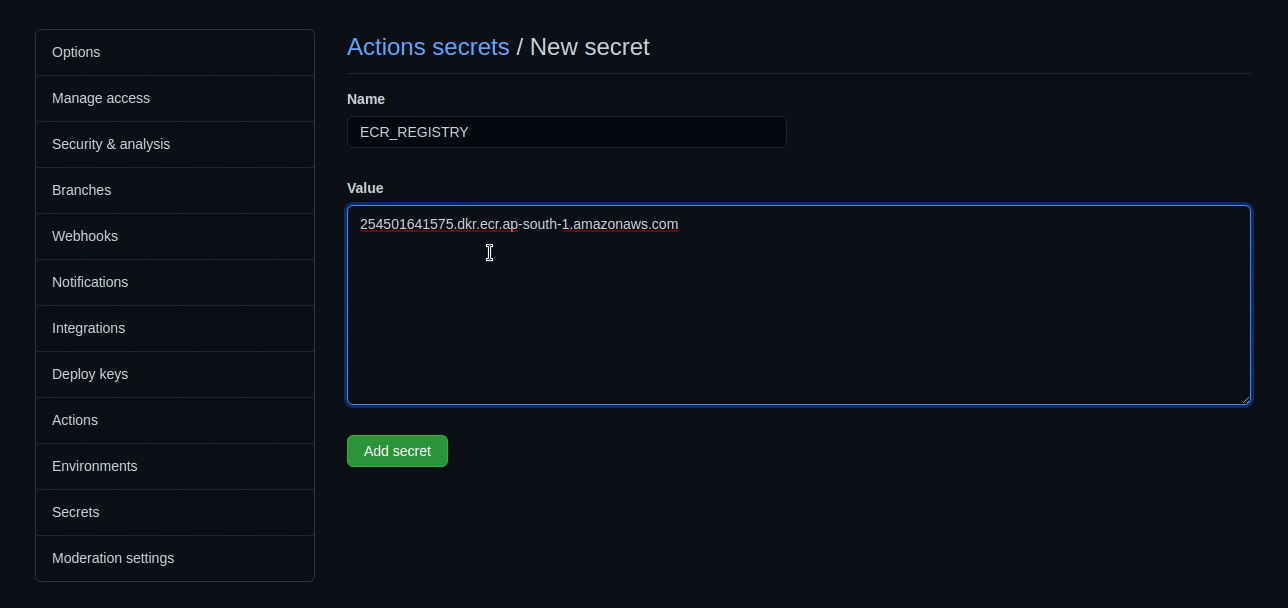 Options
Manage access
Security & analysis
Branches
Webhooks
Notifications
Integrations
Deploy keys
Actions
Environments
Secrets
Moderation settings
Actions secrets / New secret
Name
ECR_REGISTRY
Value
254501641575.dkr.ecr.ap-south-1.amazonaws.com
Add secret